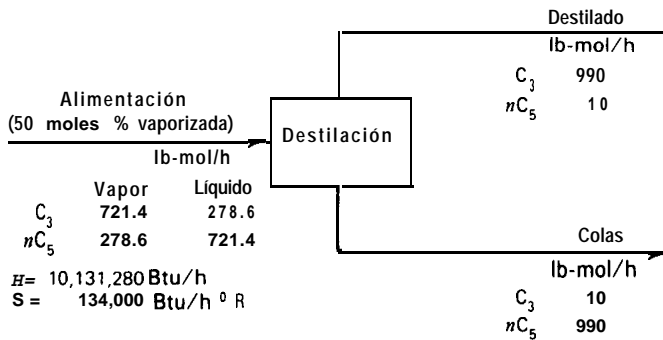 Destilado
lb-mol/h
C3 990
nC5 10
Alimentación
(50 moles % vaporizada)
lb-mol/h
Vapor Líquido
C3 721.4 278.6
nC5 278.6 721.4
H= 10,131,280 Btu/h
S = 134,000 Btu/h º R
Destilación
Colas
lb-mol/h
C3 10
nC5 990